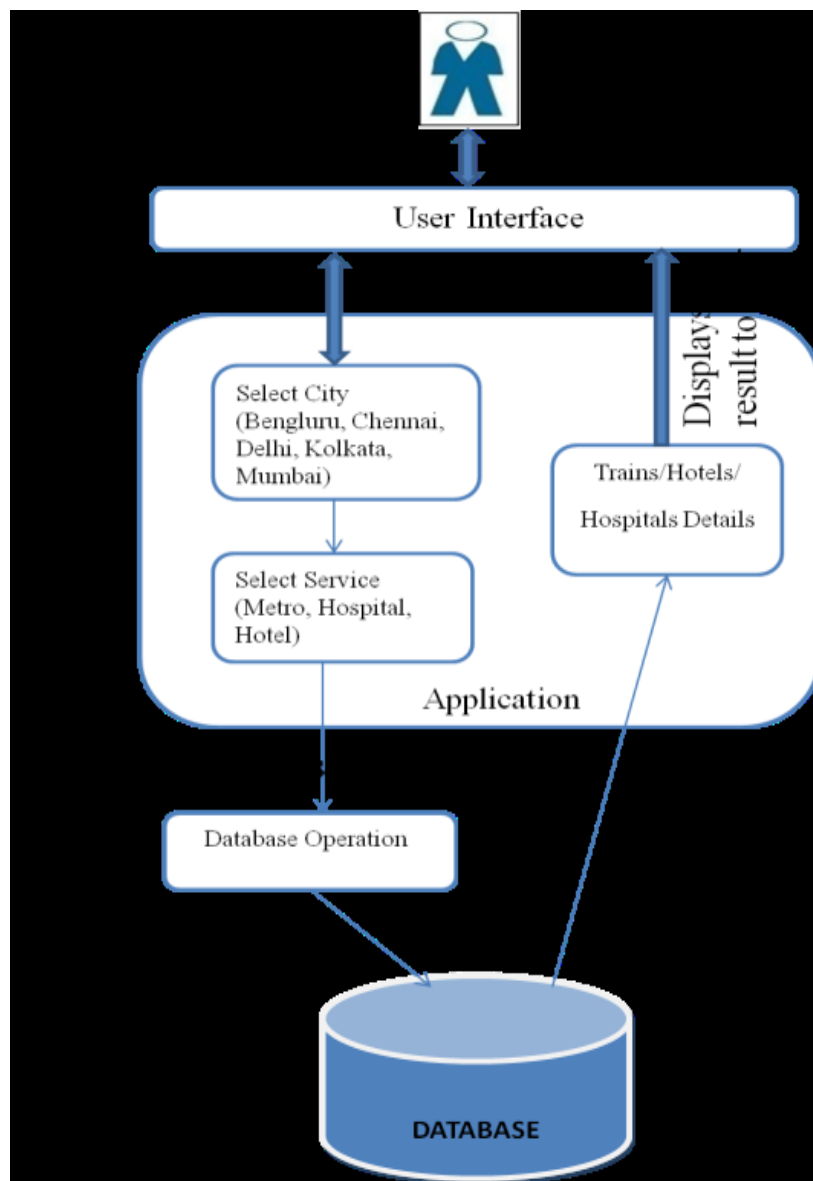 User Interface
Select City
(Bengluru, Chennai,
Delhi, Kolkata,
Mumbai)
Displays
result to
Trains/Hotels/
Hospitals Details
Select Service
(Metro, Hospital,
Hotel)
Application
Database Operation
DATABASE